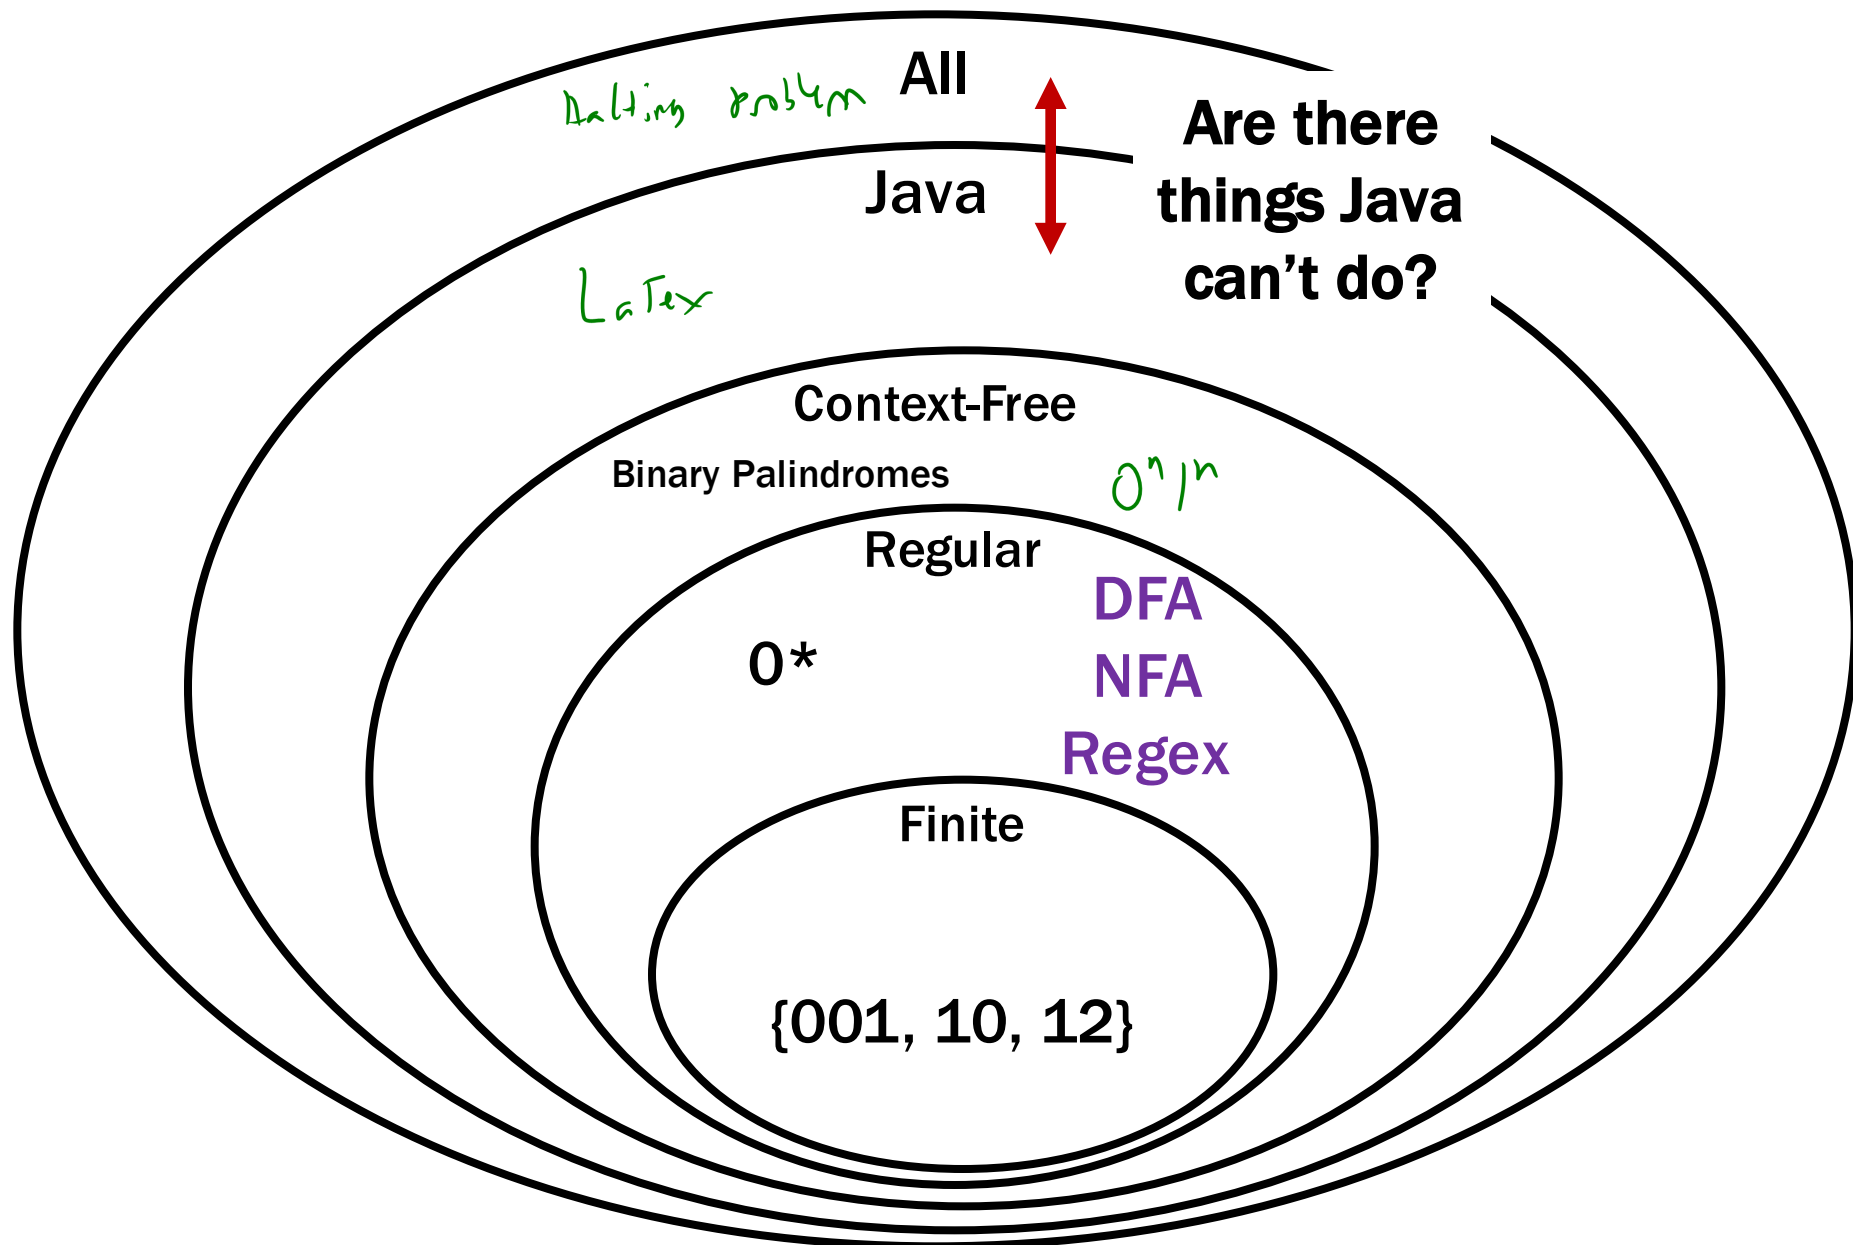 All
Halting problem
Are there
things Java
can't do?
Java
LaTex
Context-Free
Binary Palindromes
0ⁿ1ⁿ
Regular
DFA
0*
NFA
Regex
Finite
{001, 10, 12}